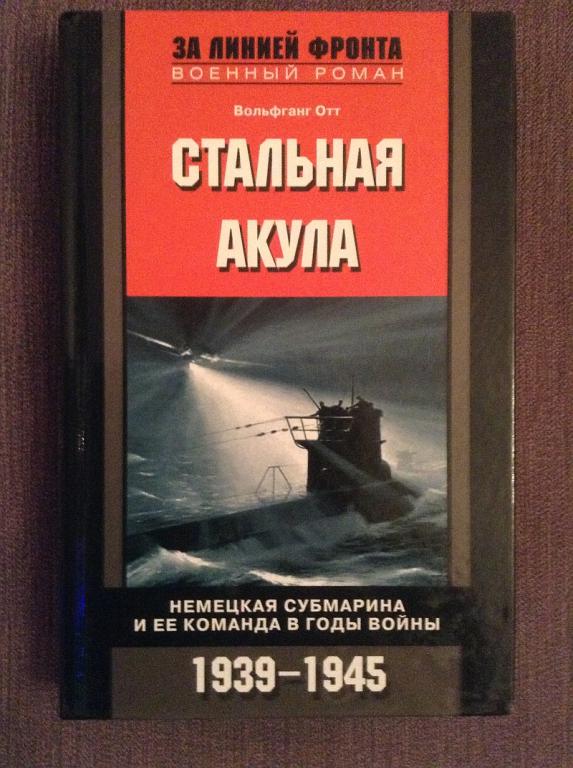 ЗА ЛИНИЕЙ ФРОНТА
ВОЕННЫЙ РОМАН
Вольфганг Отт
СТАЛЬНАЯ
АКУЛА
НЕМЕЦКАЯ СУБМАРИНА
И ЕЕ КОМАНДА В ГОДЫ ВОЙНЫ
1939–1945